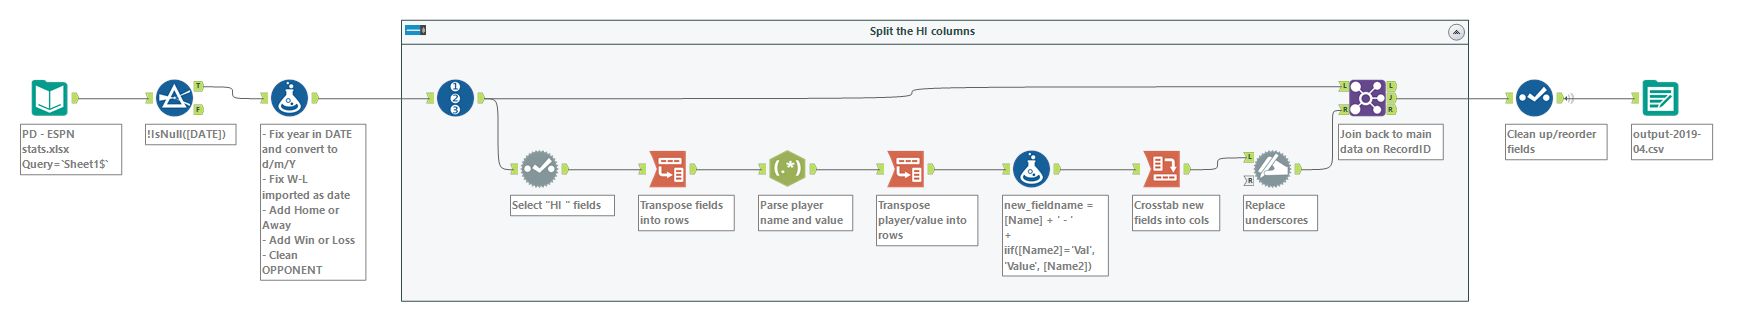 Split the HI columns
PD - ESPN
stats.xlsx
Query=`Sheet1$`
T
F
!IsNull([DATE])
- Fix year in DATE
and convert to
d/m/Y
- Fix W-L
imported as date
- Add Home or
Away
- Add Win or Loss
- Clean
OPPONENT
1
2
3
Select "HI " fields
Transpose fields
into rows
(.*)
Parse player
name and value
Transpose
player/value into
rows
new_fieldname =
[Name] + ' - '
+
iif([Name2]='Val',
'Value', [Name2])
Crosstab new
fields into cols
L
R
Replace
underscores
L
R
L
J
R
Join back to main
data on RecordID
Clean up/reorder
fields
output-2019-
04.csv